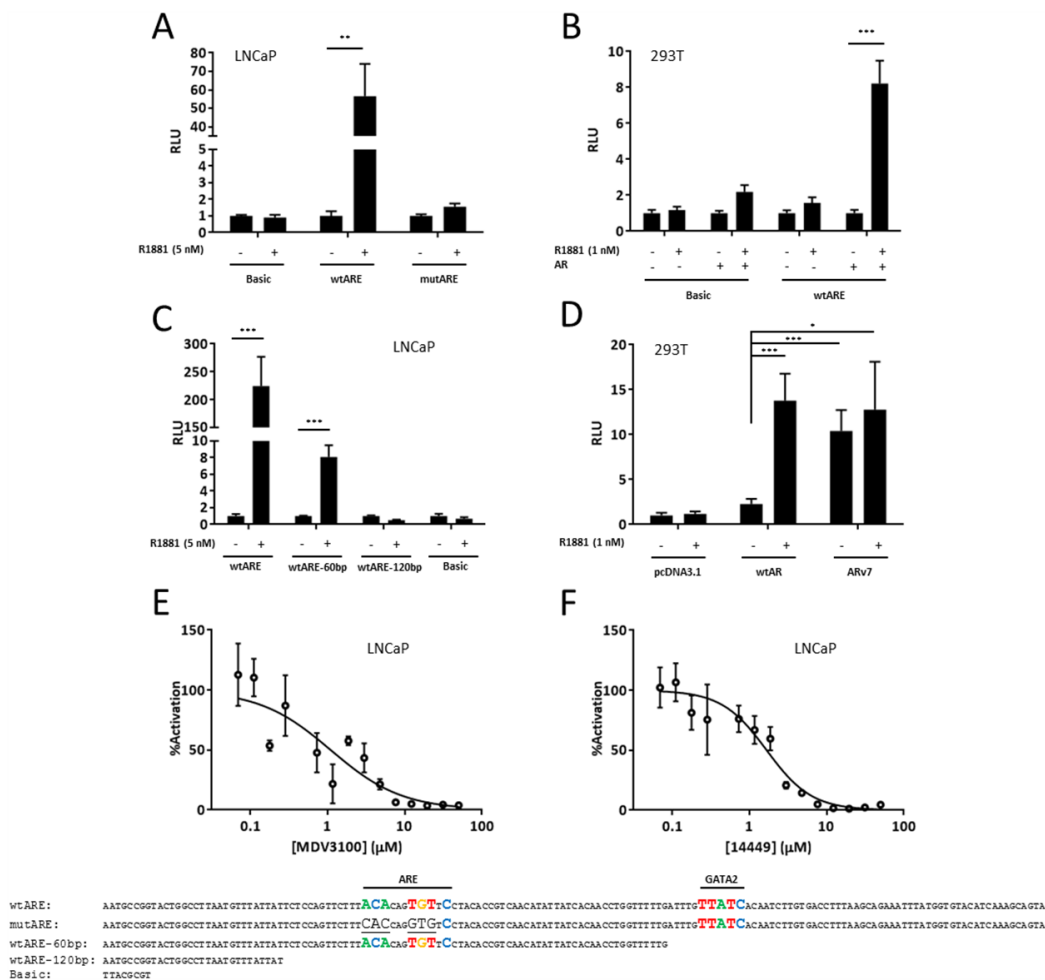 A
LNCaP
**
80
70
60
50
40
5
4
3
2
1
0
RLU
R1881 (5 nM) - + - + - +
Basic wtARE mutARE
B
293T
***
10
8
6
4
2
0
RLU
R1881 (1 nM) - + - + - + - +
AR - - + + - - + +
Basic wtARE
C
LNCaP
***
***
300
250
200
150
10
8
6
4
2
0
RLU
R1881 (5 nM) - + - + - + - +
wtARE wtARE-60bp wtARE-120bp Basic
D
293T
*
***
***
20
15
10
5
0
RLU
R1881 (1 nM) - + - + - +
pcDNA3.1 wtAR ARv7
E
LNCaP
150
100
50
0
%Activation
0.1 1 10 100
[MDV3100] (μM)
F
LNCaP
150
100
50
0
%Activation
0.1 1 10 100
[14449] (μM)
ARE GATA2
wtARE: AATGCCGGTACTGGCCTTAATGTTTATTATTCTCCAGTTCTTTACACAGTGTTCCTACACCGTCAACATATTATCACAACCTGGTTTTTGATTTGTTATCACAATCTTGTGACCTTTAAGCAGAAATTTATGGTGTACATCAAAGCAGTA
mutARE: AATGCCGGTACTGGCCTTAATGTTTATTATTCTCCAGTTCTTTCACCAGGTGTCCTACACCGTCAACATATTATCACAACCTGGTTTTTGATTTGTTATCACAATCTTGTGACCTTTAAGCAGAAATTTATGGTGTACATCAAAGCAGTA
wtARE-60bp: AATGCCGGTACTGGCCTTAATGTTTATTATTCTCCAGTTCTTTACACAGTGTTCCTACACCGTCAACATATTATCACAACCTGGTTTTTG
wtARE-120bp: AATGCCGGTACTGGCCTTAATGTTTATTAT
Basic: TTACGCGT